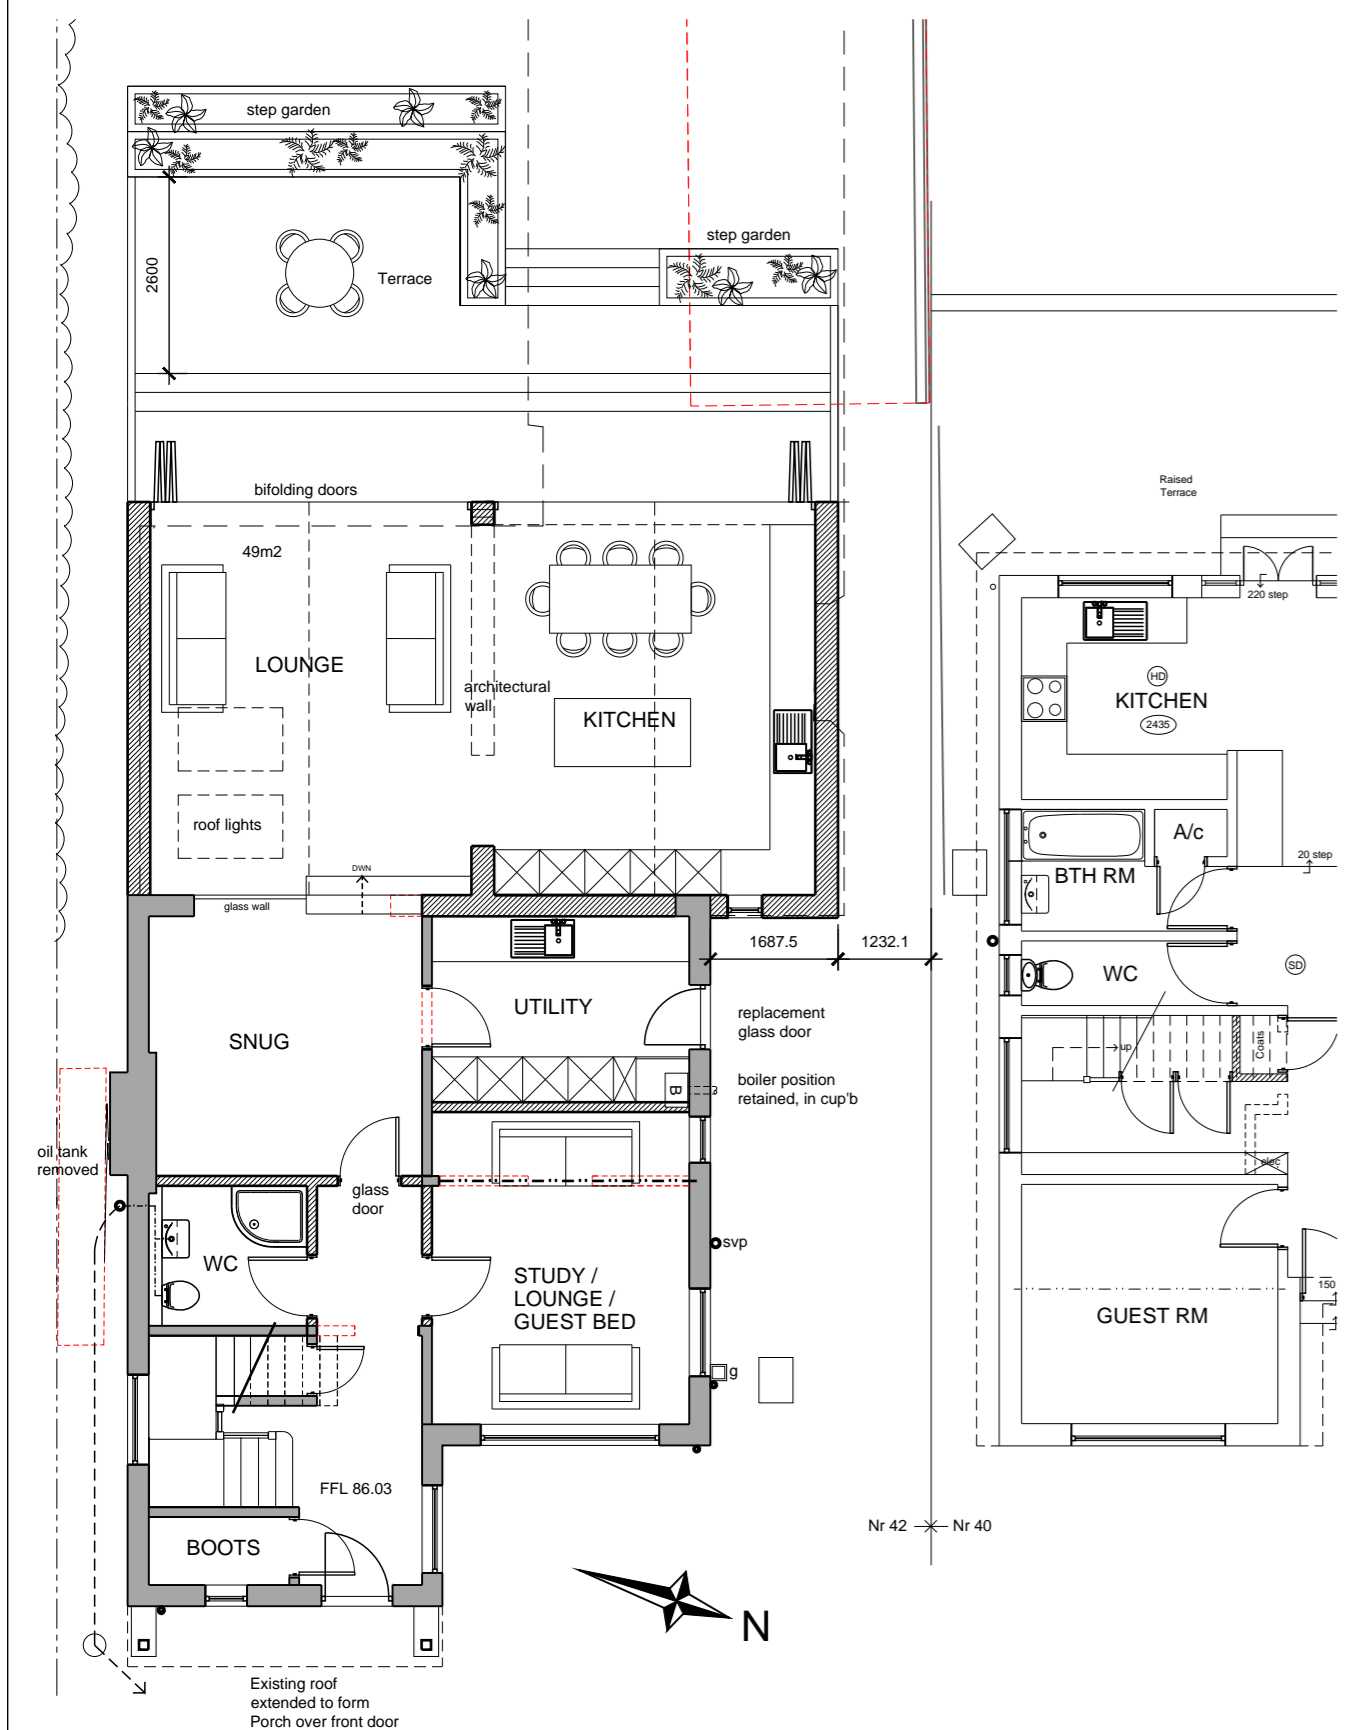 step garden
step garden
2600
Terrace
Raised
Terrace
bifolding doors
49m2
220 step
LOUNGE
architectural
wall
KITCHEN
HD
KITCHEN
2435
roof lights
A/c
20 step
DWN
BTH RM
glass wall
1687.5
1232.1
WC
SD
UTILITY
replacement
glass door
SNUG
up
Coats
B
boiler position
retained, in cup'b
oil tank
removed
elec
glass
door
svp
WC
STUDY /
LOUNGE /
GUEST BED
150
GUEST RM
g
FFL 86.03
Nr 42
Nr 40
BOOTS
N
Existing roof
extended to form
Porch over front door